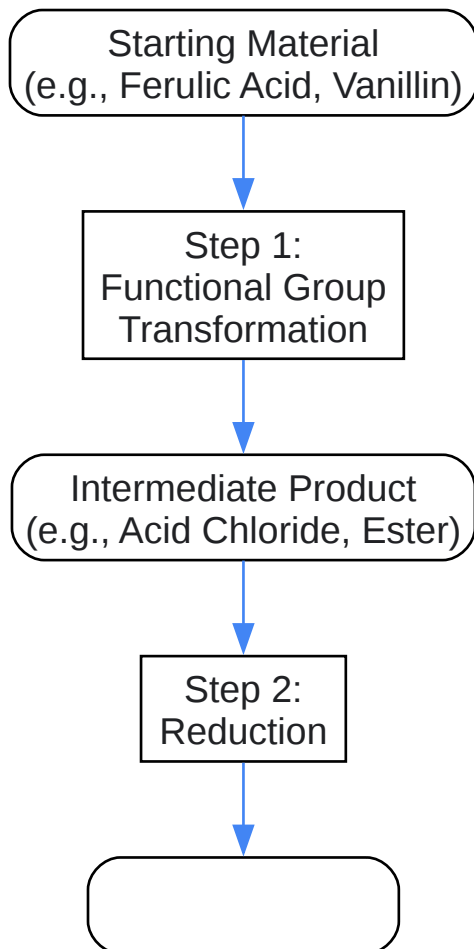 Starting Material
(e.g., Ferulic Acid, Vanillin)
Step 1:
Functional Group
Transformation
Intermediate Product
(e.g., Acid Chloride, Ester)
Step 2:
Reduction